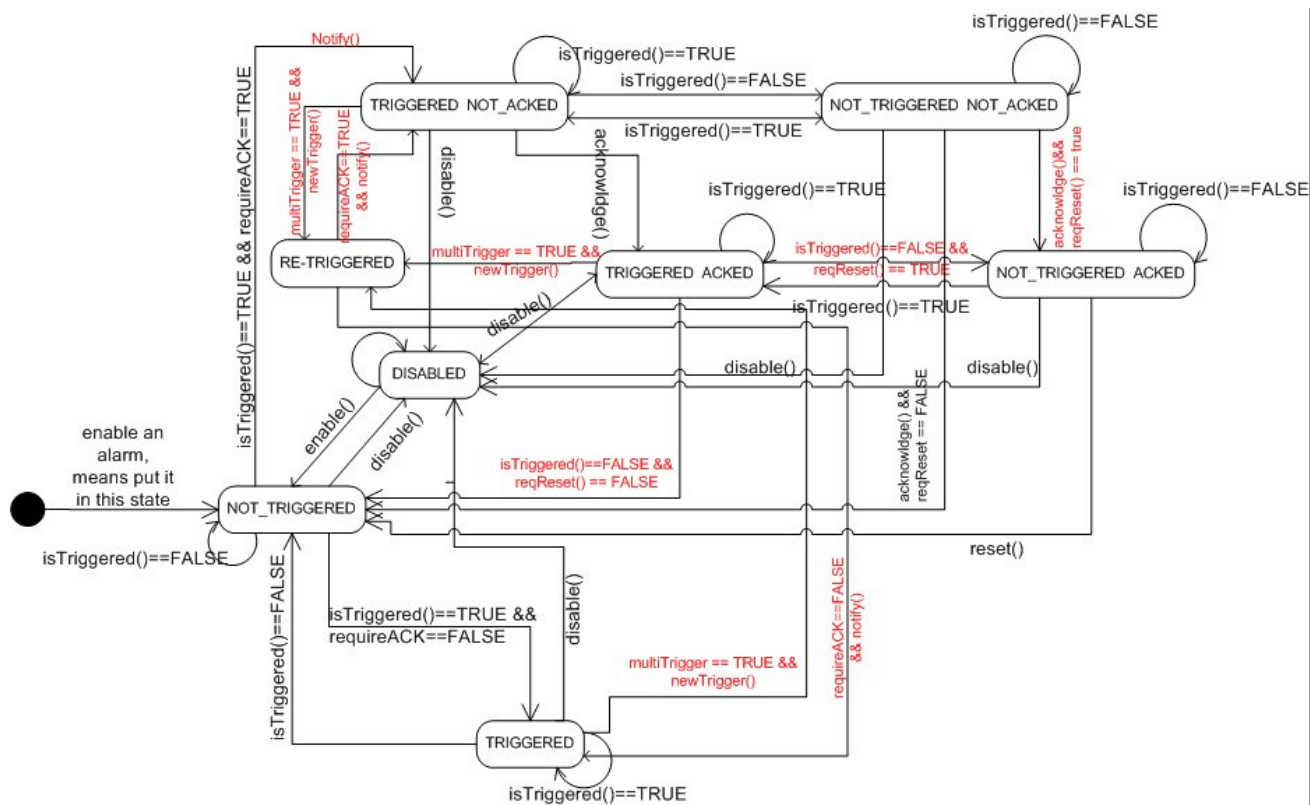 isTriggered()==FALSE
Notify()
isTriggered()==TRUE
isTriggered()==FALSE
TRIGGERED NOT_ACKED
NOT_TRIGGERED NOT_ACKED
isTriggered()==TRUE
multiTrigger == TRUE &&
newTrigger()
requireACK==TRUE
&& notify()
disable()
acknowldge()
acknowldge()&&
reqReset() == true
isTriggered()==TRUE
isTriggered()==FALSE
isTriggered()==TRUE && requireACK==TRUE
RE-TRIGGERED
multiTrigger == TRUE &&
newTrigger()
TRIGGERED ACKED
isTriggered()==FALSE &&
reqReset() == TRUE
NOT_TRIGGERED ACKED
isTriggered()==TRUE
disable()
DISABLED
disable()
disable()
enable()
disable()
acknowldge() &&
reqReset == FALSE
enable an
alarm,
means put it
in this state
isTriggered()==FALSE &&
reqReset() == FALSE
NOT_TRIGGERED
isTriggered()==FALSE
reset()
isTriggered()==FALSE
isTriggered()==TRUE &&
requireACK==FALSE
disable()
multiTrigger == TRUE &&
newTrigger()
requireACK==FALSE
&& notify()
TRIGGERED
isTriggered()==TRUE